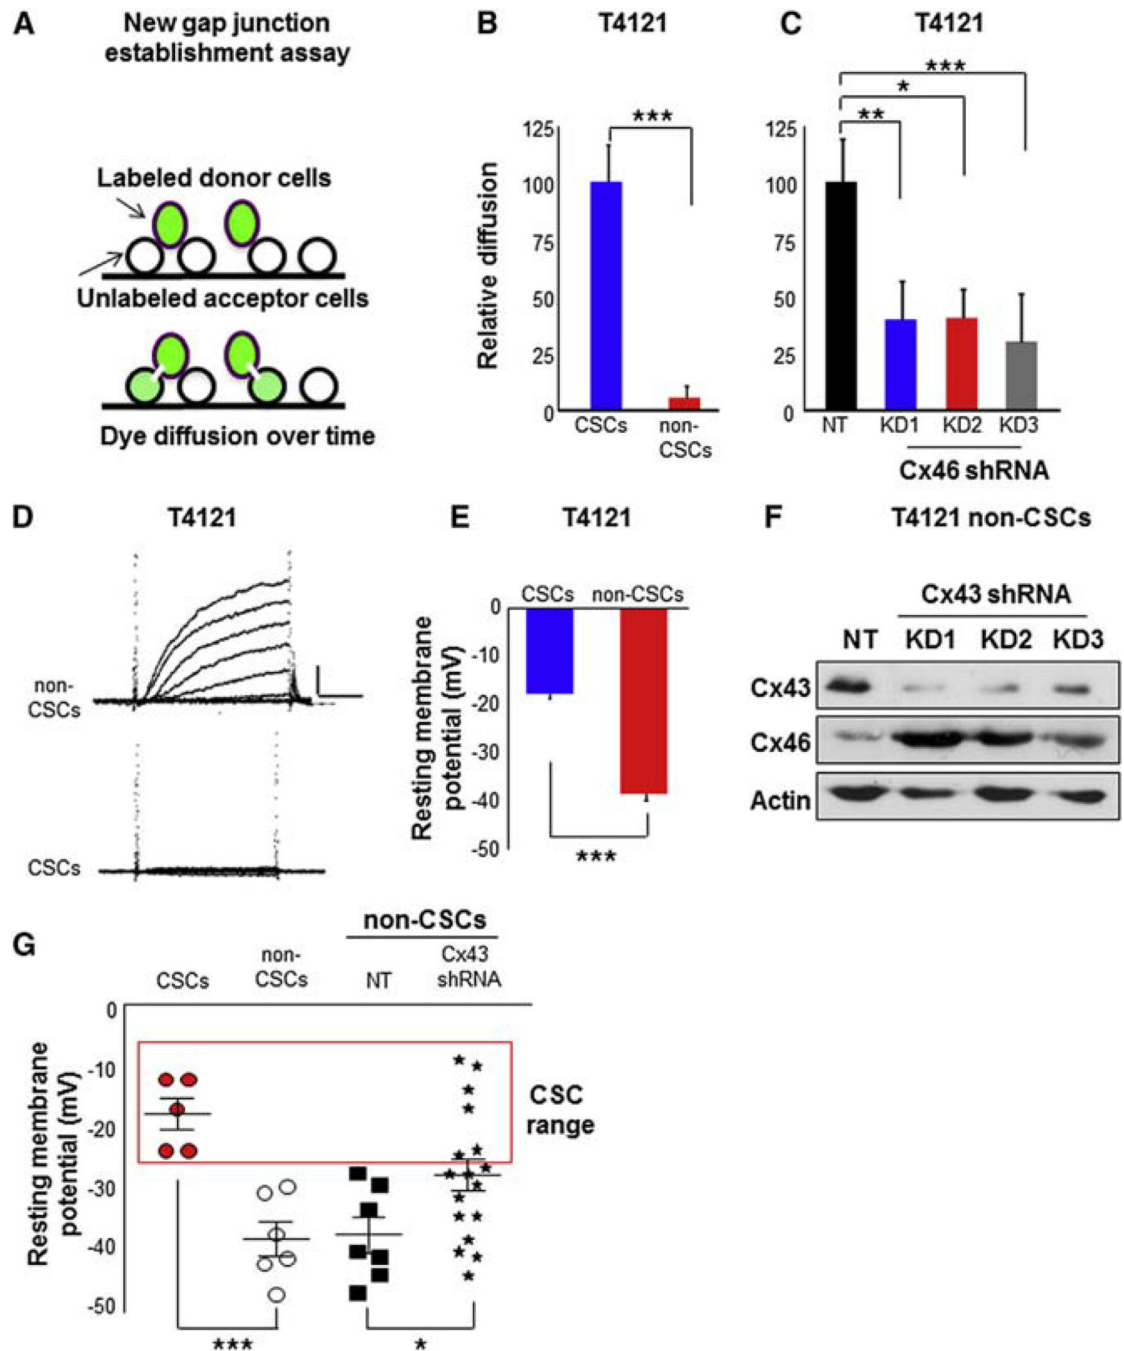 A
New gap junction
establishment assay
Labeled donor cells
Unlabeled acceptor cells
Dye diffusion over time
B
T4121
Relative diffusion
125
100
75
50
25
0
***
CSCs
non-
CSCs
C
T4121
***
*
**
125
100
75
50
25
0
NT
KD1
KD2
KD3
Cx46 shRNA
D
T4121
non-
CSCs
CSCs
E
T4121
CSCs
non-CSCs
Resting membrane
potential (mV)
0
-10
-20
-30
-40
-50
***
F
T4121 non-CSCs
Cx43 shRNA
NT KD1 KD2 KD3
Cx43
Cx46
Actin
G
non-CSCs
CSCs
non-
CSCs
NT
Cx43
shRNA
Resting membrane
potential (mV)
0
-10
-20
-30
-40
-50
CSC
range
***
*